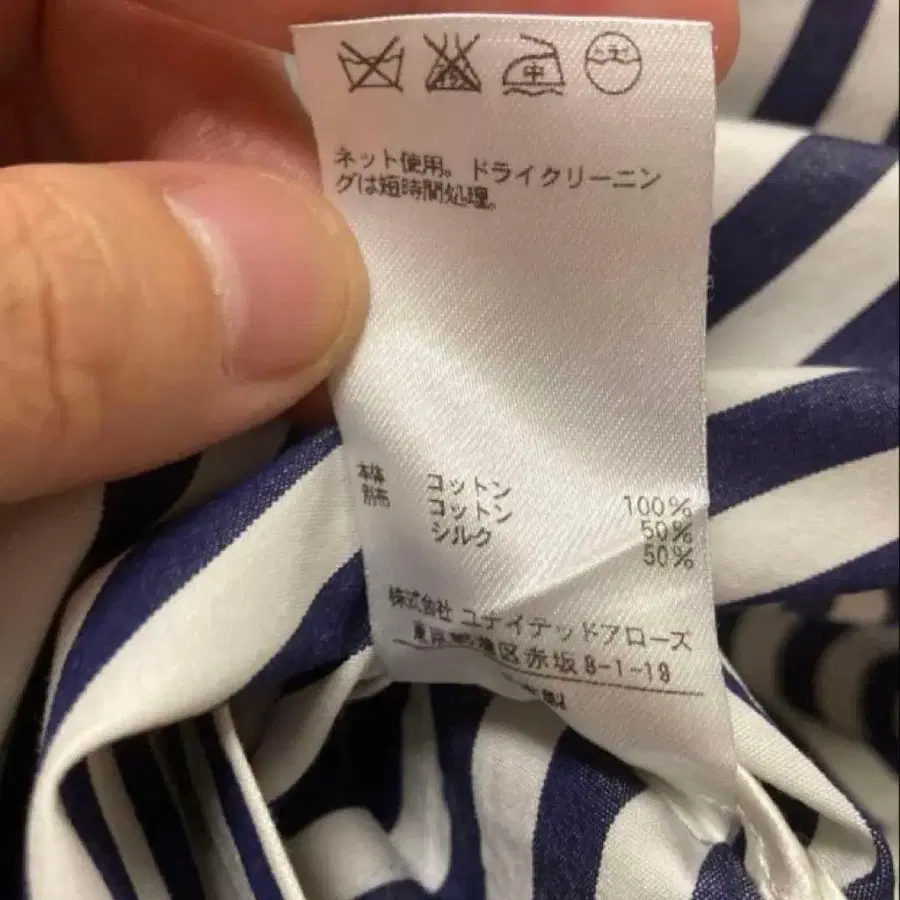 中
ネット使用。ドライクリーニン
グは短時間処理。
本体 コットン 100%
別布 コットン 50%
シルク 50%
株式会社 ユナイテッドアローズ
東京都港区赤坂8-1-19